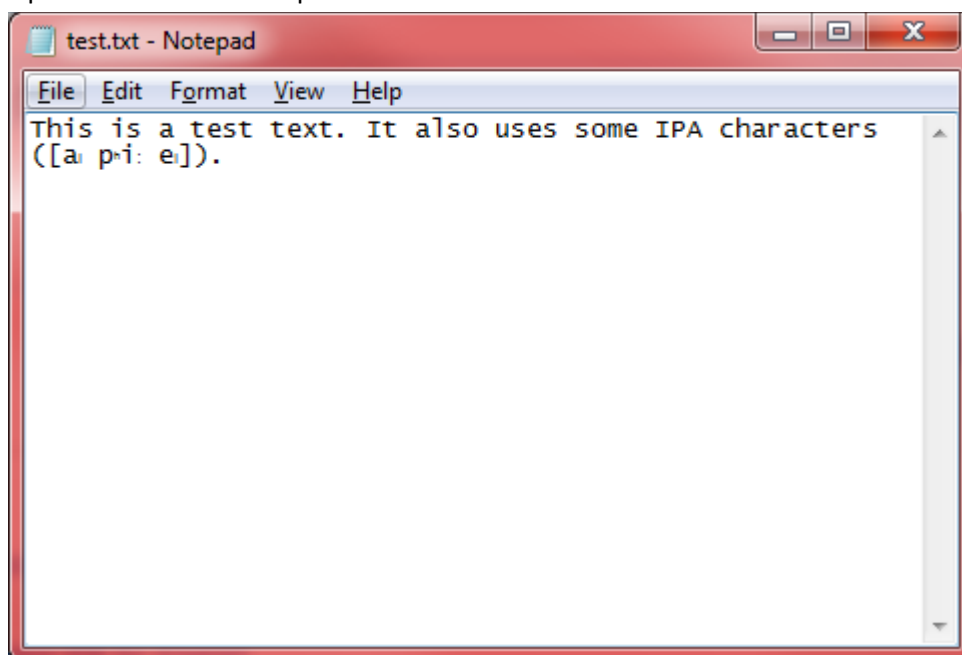 test.txt - Notepad
File Edit Format View Help
This is a test text. It also uses some IPA characters
([aɪ pʰiː eɪ]).